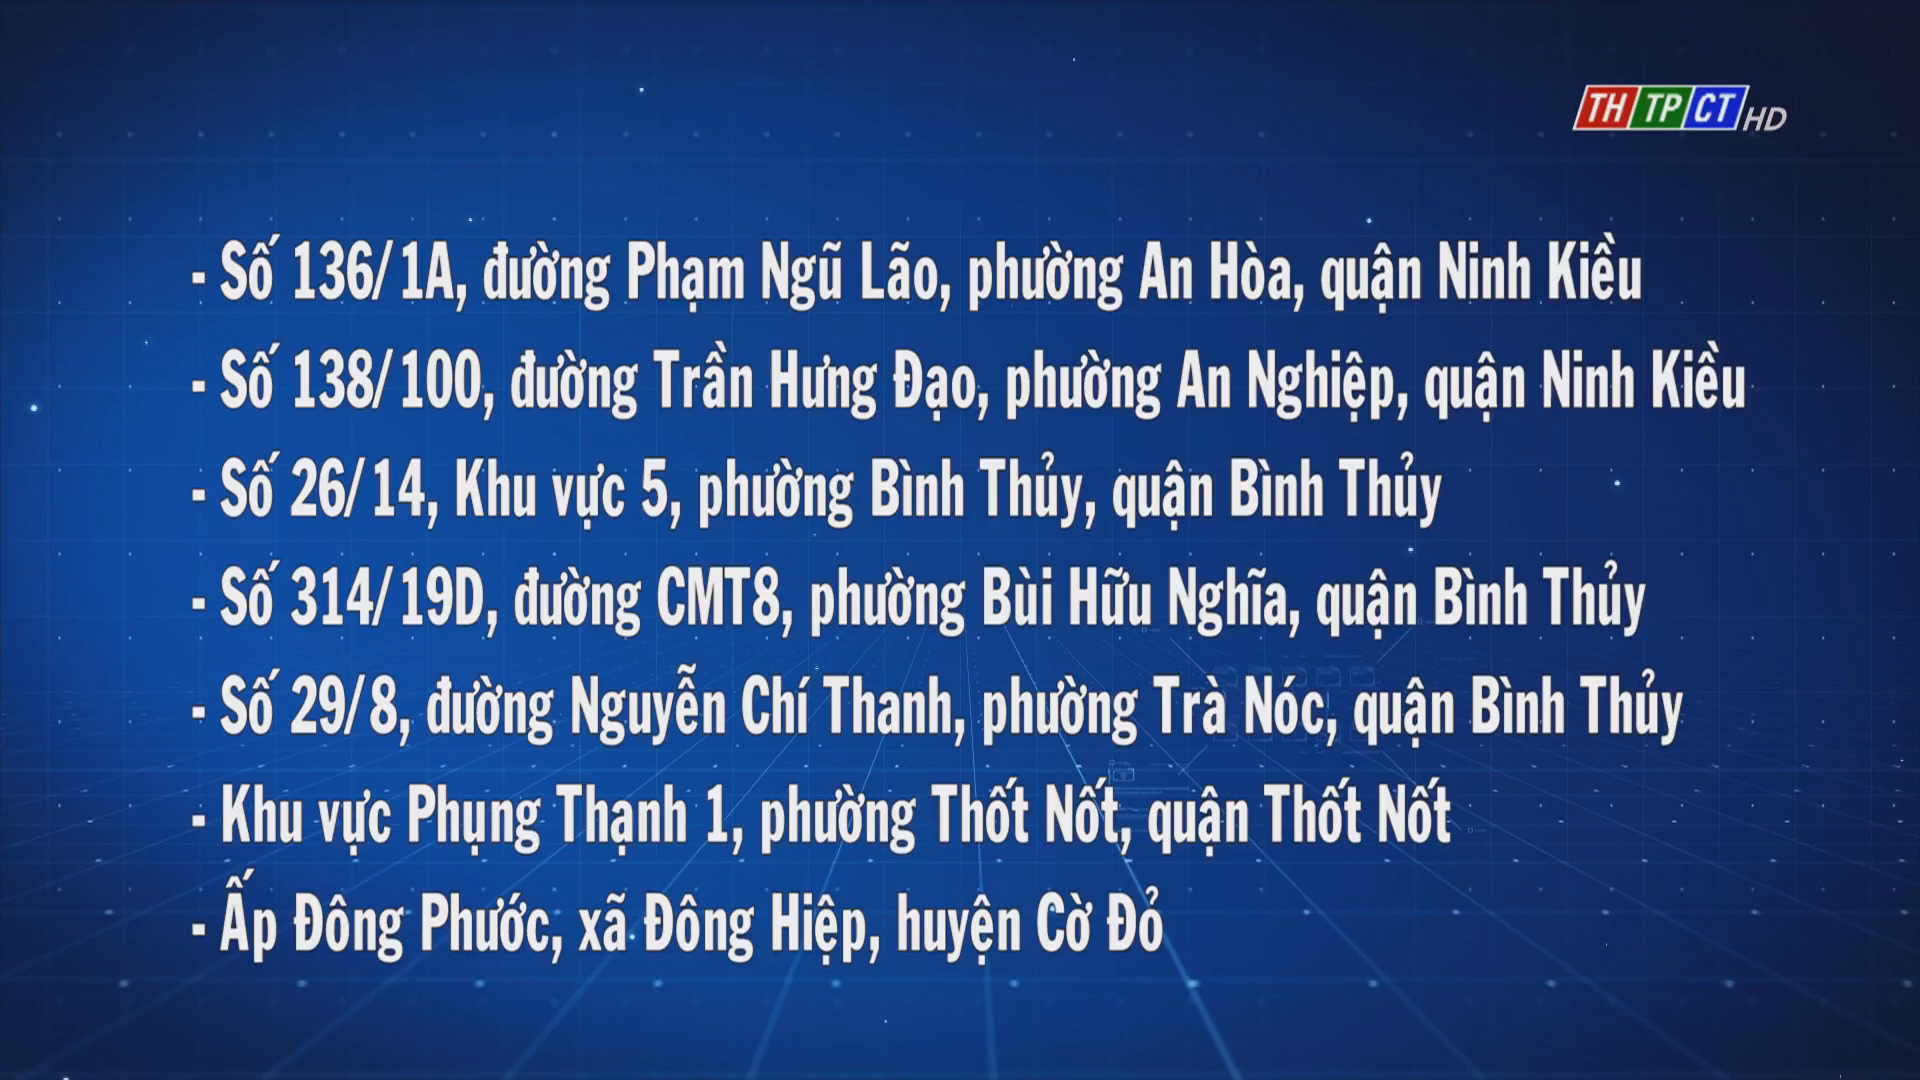 TH TP CT HD
- Số 136/1A, đường Phạm Ngũ Lão, phường An Hòa, quận Ninh Kiều
- Số 138/100, đường Trần Hưng Đạo, phường An Nghiệp, quận Ninh Kiều
- Số 26/14, Khu vực 5, phường Bình Thủy, quận Bình Thủy
- Số 314/19D, đường CMT8, phường Bùi Hữu Nghĩa, quận Bình Thủy
- Số 29/8, đường Nguyễn Chí Thanh, phường Trà Nóc, quận Bình Thủy
- Khu vực Phụng Thạnh 1, phường Thốt Nốt, quận Thốt Nốt
- Ấp Đông Phước, xã Đông Hiệp, huyện Cờ Đỏ